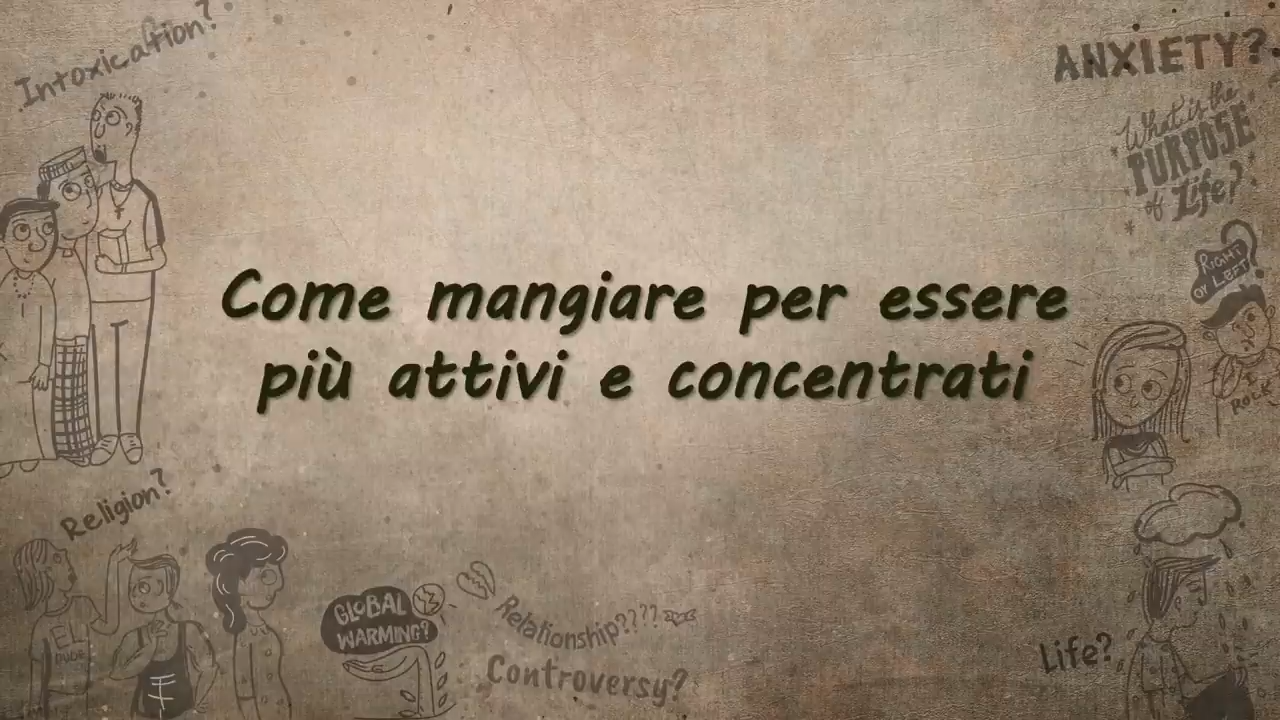 Intoxication?
ANXIETY?
What is the
PURPOSE
of Life?
RIGHT
OR LEFT
Come mangiare per essere
più attivi e concentrati
ROCK
Religion?
EL
DUDE
GLOBAL
WARMING?
Relationship????
Controversy?
Life?